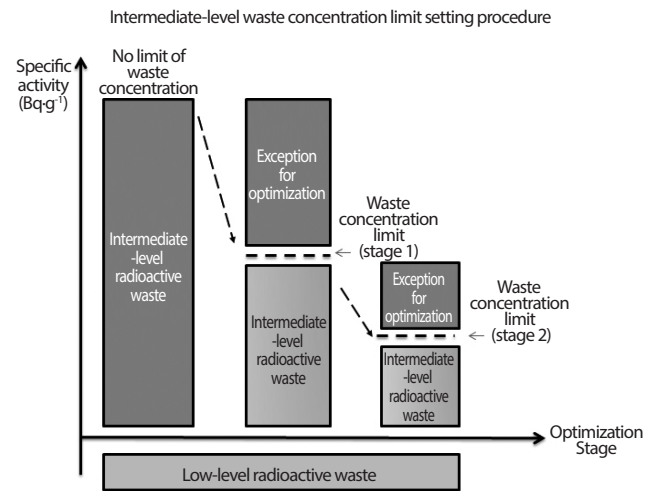 Intermediate-level waste concentration limit setting procedure
Specific
activity
(Bq·g⁻¹)
No limit of
waste
concentration
Intermediate
-level
radioactive
waste
Exception
for
optimization
Waste
concentration
limit
(stage 1)
Intermediate
-level
radioactive
waste
Exception
for
optimization
Waste
concentration
limit
(stage 2)
Intermediate
-level
radioactive
waste
Optimization
Stage
Low-level radioactive waste